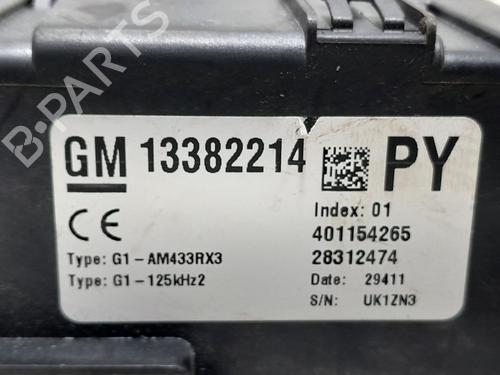 GM 13382214 PY
CE
Index: 01
401154265
Type: G1-AM433RX3
28312474
Type: G1-125kHz2
Date: 29411
S/N: UK1ZN3
B-PARTS